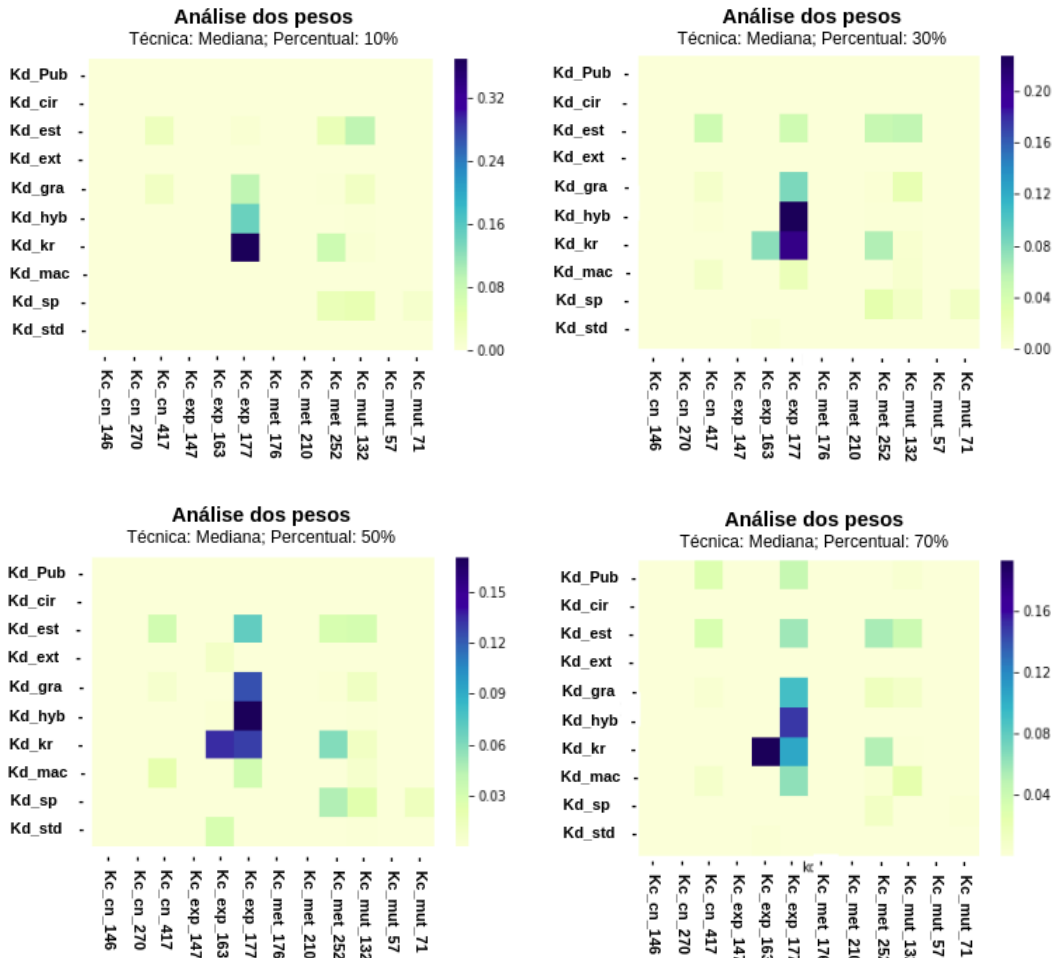 Análise dos pesos
Técnica: Mediana; Percentual: 10%
Kd_Pub -
Kd_cir -
Kd_est -
Kd_ext -
Kd_gra -
Kd_hyb -
Kd_kr -
Kd_mac -
Kd_sp -
Kd_std -
- Kc_cn_146
- Kc_cn_270
- Kc_cn_417
- Kc_exp_147
- Kc_exp_163
- Kc_exp_177
- Kc_met_176
- Kc_met_210
- Kc_met_252
- Kc_mut_132
- Kc_mut_57
- Kc_mut_71
- 0.32
- 0.24
- 0.16
- 0.08
- 0.00
Análise dos pesos
Técnica: Mediana; Percentual: 30%
Kd_Pub -
Kd_cir -
Kd_est -
Kd_ext -
Kd_gra -
Kd_hyb -
Kd_kr -
Kd_mac -
Kd_sp -
Kd_std -
- Kc_cn_146
- Kc_cn_270
- Kc_cn_417
- Kc_exp_147
- Kc_exp_163
- Kc_exp_177
- Kc_met_176
- Kc_met_210
- Kc_met_252
- Kc_mut_132
- Kc_mut_57
- Kc_mut_71
- 0.20
- 0.16
- 0.12
- 0.08
- 0.04
- 0.00
Análise dos pesos
Técnica: Mediana; Percentual: 50%
Kd_Pub -
Kd_cir -
Kd_est -
Kd_ext -
Kd_gra -
Kd_hyb -
Kd_kr -
Kd_mac -
Kd_sp -
Kd_std -
- Kc_cn_146
- Kc_cn_270
- Kc_cn_417
- Kc_exp_147
- Kc_exp_163
- Kc_exp_177
- Kc_met_176
- Kc_met_210
- Kc_met_252
- Kc_mut_132
- Kc_mut_57
- Kc_mut_71
- 0.15
- 0.12
- 0.09
- 0.06
- 0.03
Análise dos pesos
Técnica: Mediana; Percentual: 70%
Kd_Pub -
Kd_cir -
Kd_est -
Kd_ext -
Kd_gra -
Kd_hyb -
Kd_kr -
Kd_mac -
Kd_sp -
Kd_std -
- Kc_cn_146
- Kc_cn_270
- Kc_cn_417
- Kc_exp_147
- Kc_exp_163
- Kc_exp_177
- Kc_met_176
- Kc_met_210
- Kc_met_252
- Kc_mut_132
- Kc_mut_57
- Kc_mut_71
- 0.16
- 0.12
- 0.08
- 0.04